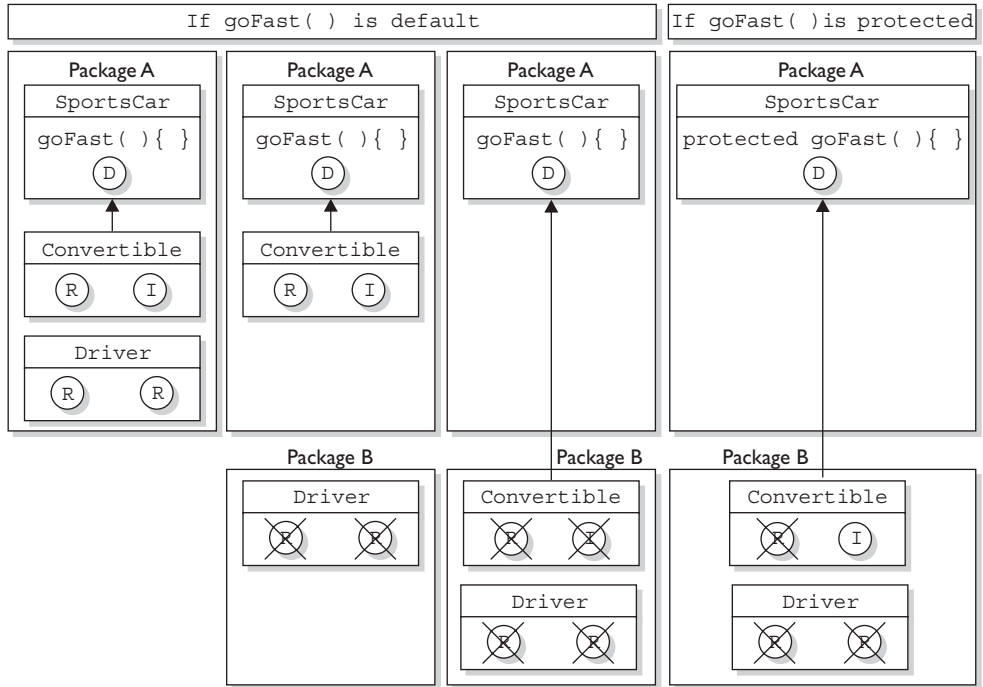 If goFast( ) is default
If goFast( )is protected
Package A
SportsCar
goFast( ){ }
D
Convertible
R I
Driver
R R
Package A
SportsCar
goFast( ){ }
D
Convertible
R I
Package B
Driver
R R
Package A
SportsCar
goFast( ){ }
D
Package B
Convertible
R I
Driver
R R
Package A
SportsCar
protected goFast( ){ }
D
Package B
Convertible
R I
Driver
R R